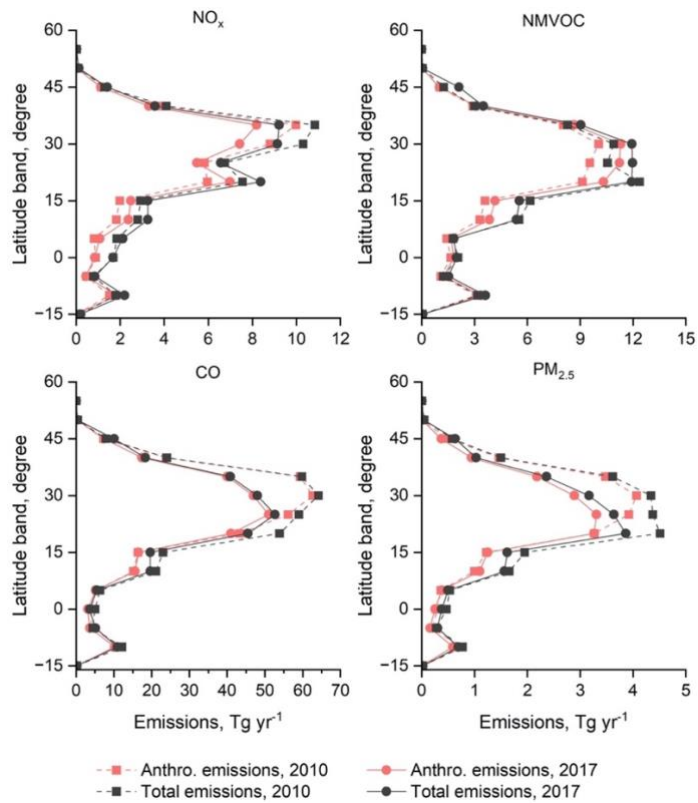 NOₓ
NMVOC
60
45
30
15
0
−15
Latitude band, degree
0 2 4 6 8 10 12
60
45
30
15
0
−15
Latitude band, degree
0 3 6 9 12 15
CO
PM₂.₅
60
45
30
15
0
−15
Latitude band, degree
0 10 20 30 40 50 60 70
Emissions, Tg yr⁻¹
60
45
30
15
0
−15
Latitude band, degree
0 1 2 3 4 5
Emissions, Tg yr⁻¹
Anthro. emissions, 2010 Anthro. emissions, 2017
Total emissions, 2010 Total emissions, 2017